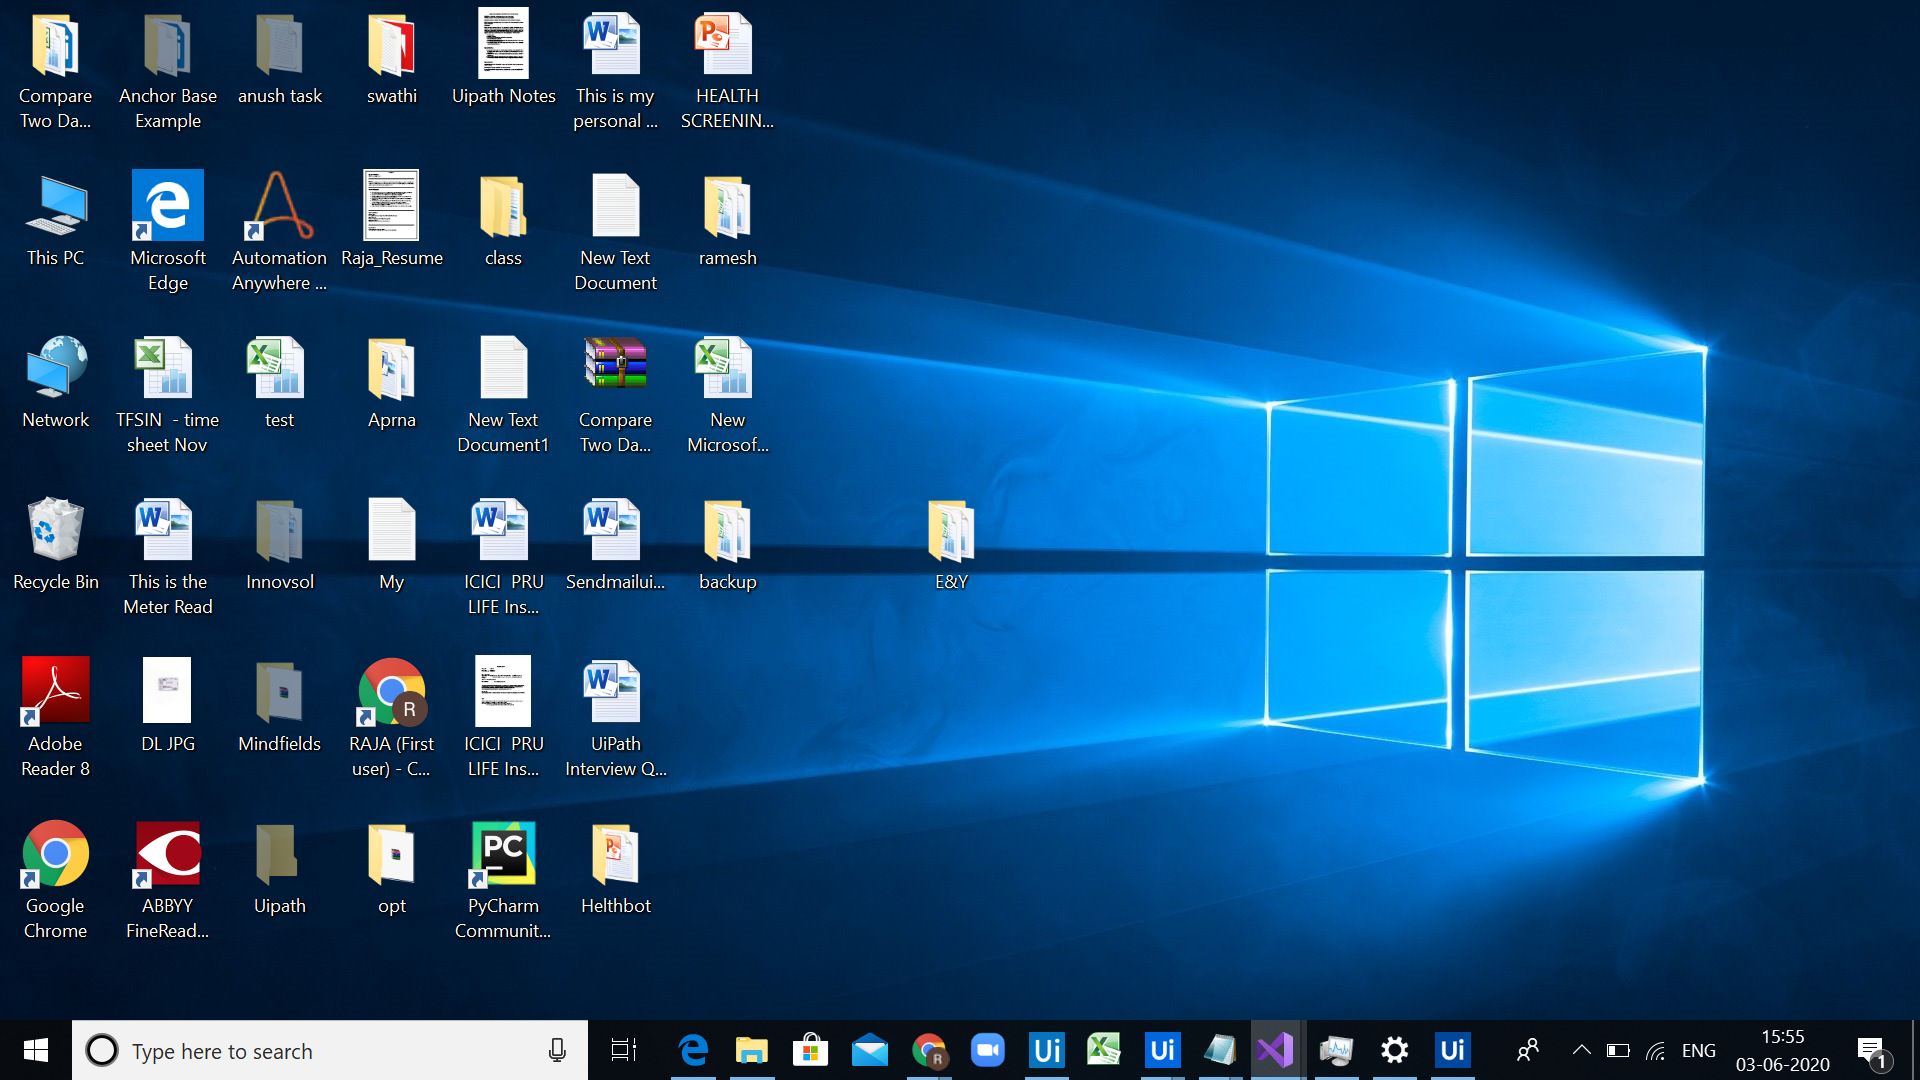 Compare
Two Da...
Anchor Base
Example
anush task
swathi
Uipath Notes
This is my
personal ...
HEALTH
SCREENIN...
This PC
Microsoft
Edge
Automation
Anywhere ...
Raja_Resume
class
New Text
Document
ramesh
Network
TFSIN - time
sheet Nov
test
Aprna
New Text
Document1
Compare
Two Da...
New
Microsof...
Recycle Bin
This is the
Meter Read
Innovsol
My
ICICI PRU
LIFE Ins...
Sendmailui...
backup
E&Y
Adobe
Reader 8
DL JPG
Mindfields
R
RAJA (First
user) - C...
ICICI PRU
LIFE Ins...
UiPath
Interview Q...
Google
Chrome
ABBYY
FineRead...
Uipath
opt
PC
PyCharm
Communit...
Helthbot
Type here to search
R
Ui
Ui
Ui
ENG
15:55
03-06-2020
1